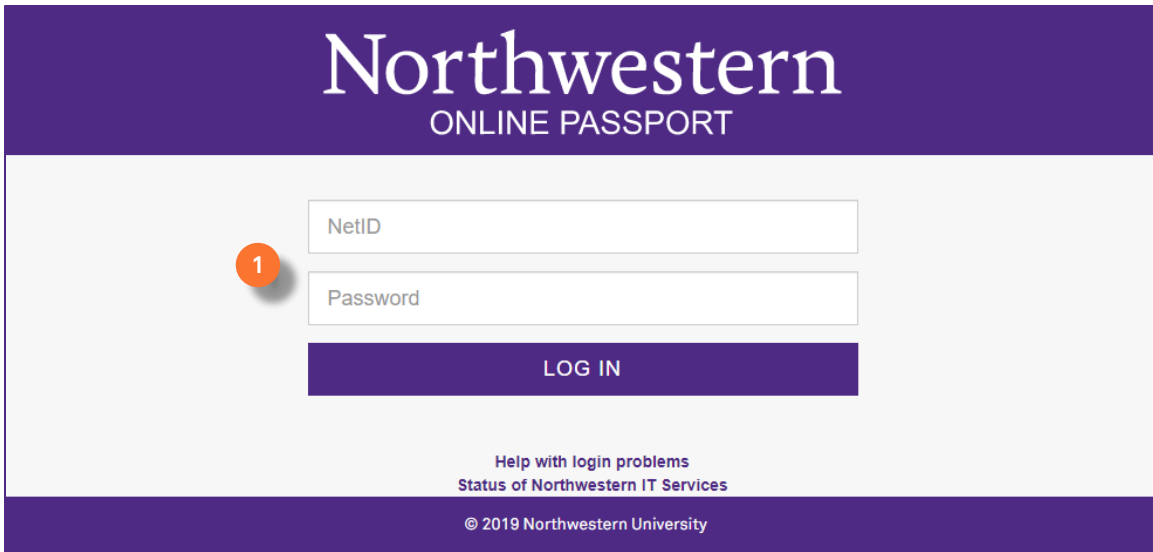 Northwestern
ONLINE PASSPORT
NetID
1
Password
LOG IN
Help with login problems
Status of Northwestern IT Services
© 2019 Northwestern University